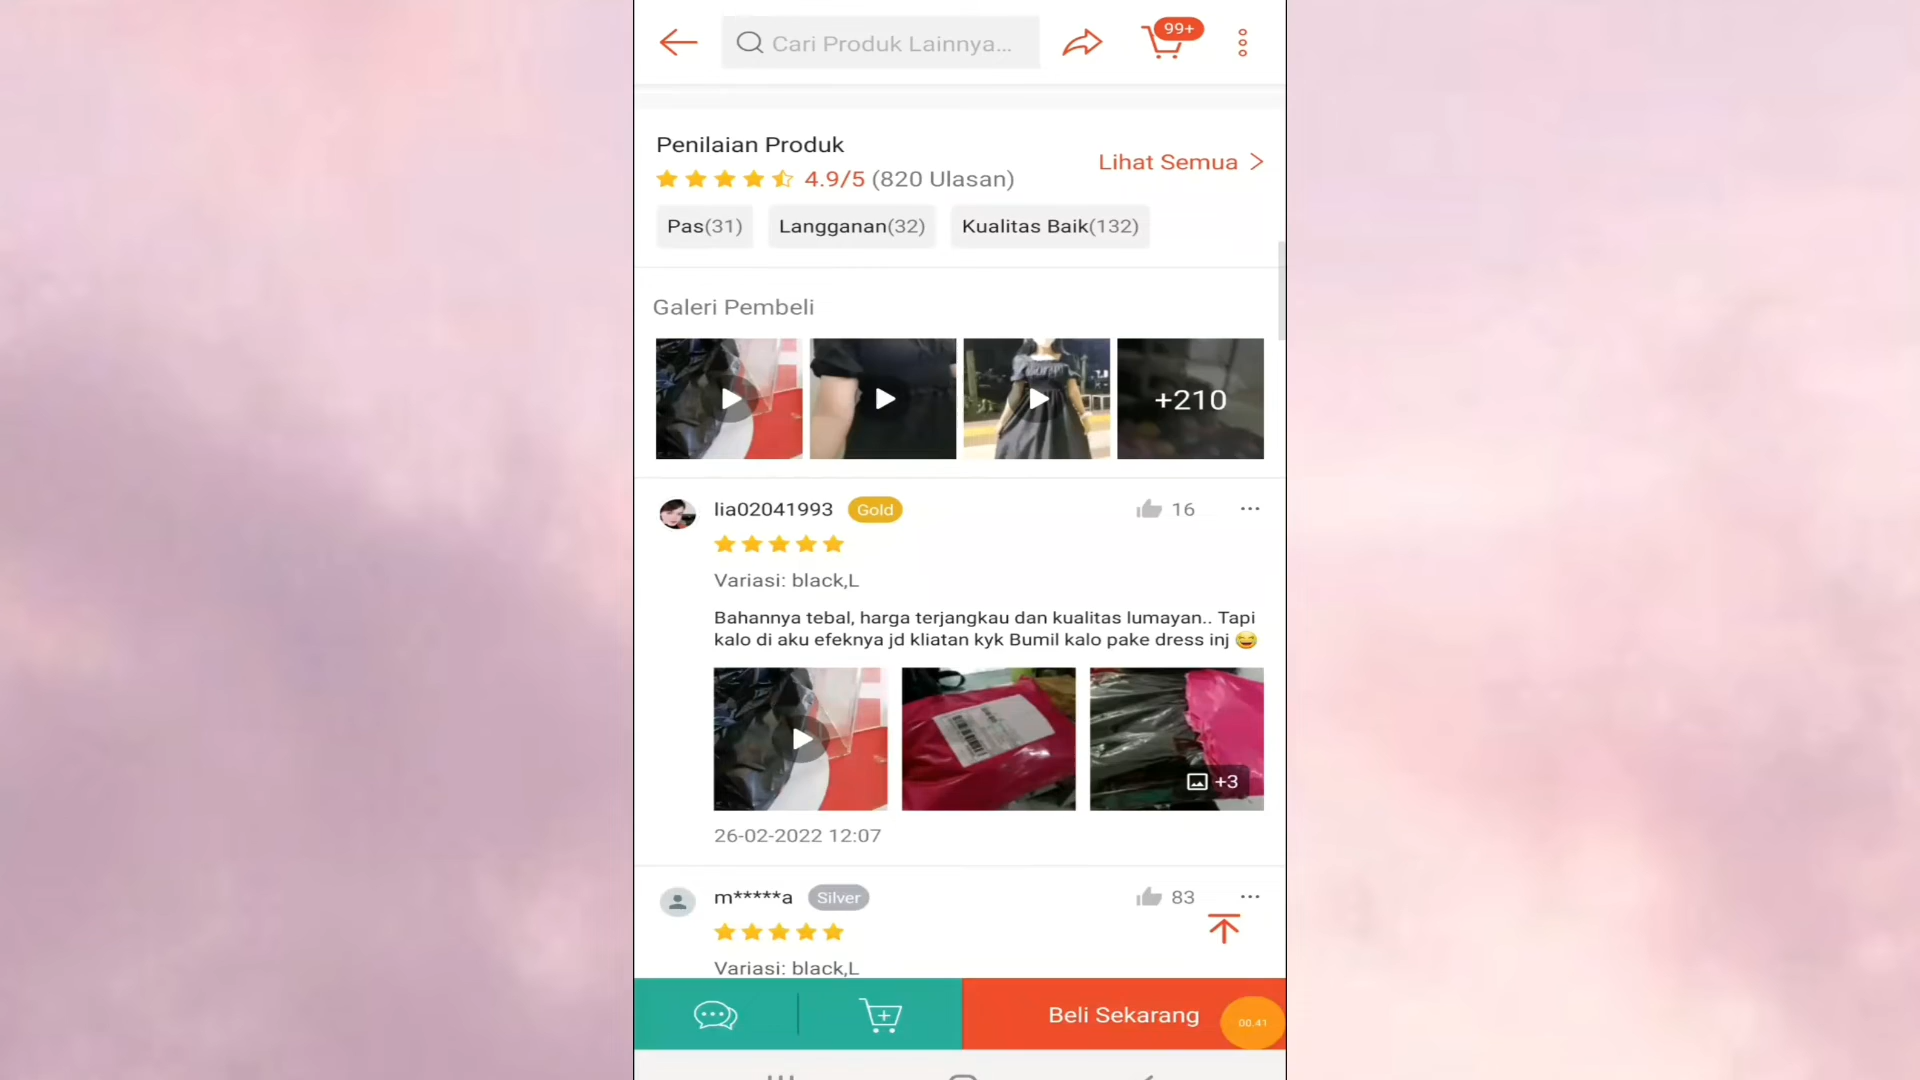 Cari Produk Lainnya...
99+
Penilaian Produk
4.9/5 (820 Ulasan)
Lihat Semua >
Pas(31)
Langganan(32)
Kualitas Baik(132)
Galeri Pembeli
+210
lia02041993
Gold
16
Variasi: black,L
Bahannya tebal, harga terjangkau dan kualitas lumayan.. Tapi
kalo di aku efeknya jd kliatan kyk Bumil kalo pake dress inj 😄
+3
26-02-2022 12:07
m*****a
Silver
83
Variasi: black,L
Beli Sekarang
00.41